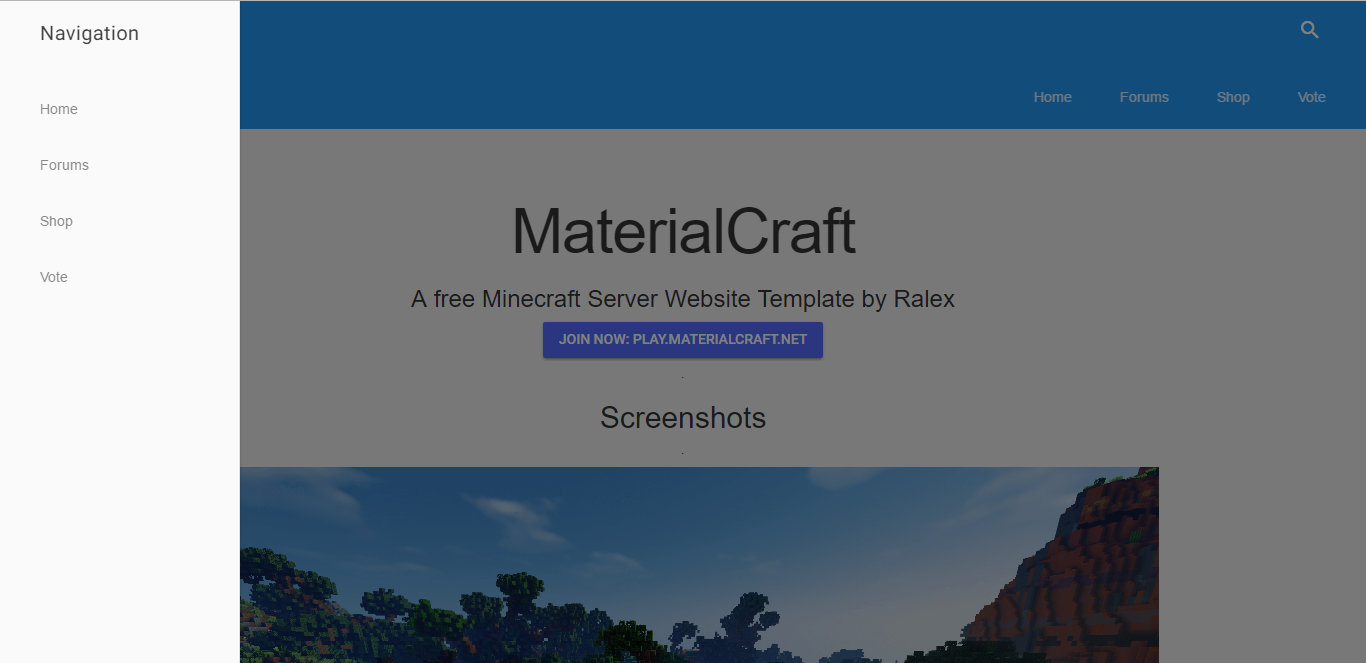 Navigation
Home
Forums
Shop
Vote
Home Forums Shop Vote
MaterialCraft
A free Minecraft Server Website Template by Ralex
JOIN NOW: PLAY.MATERIALCRAFT.NET
.
Screenshots
.